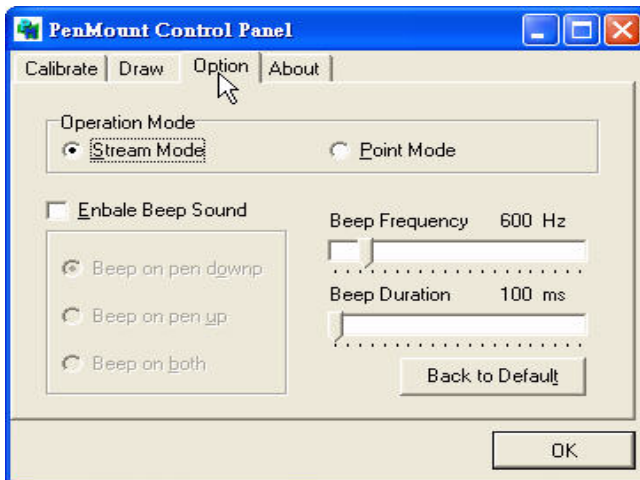 PenMount Control Panel
Calibrate Draw Option About
Operation Mode
Stream Mode Point Mode
Enbale Beep Sound
Beep Frequency 600 Hz
Beep on pen downp
Beep Duration 100 ms
Beep on pen up
Beep on both
Back to Default
OK